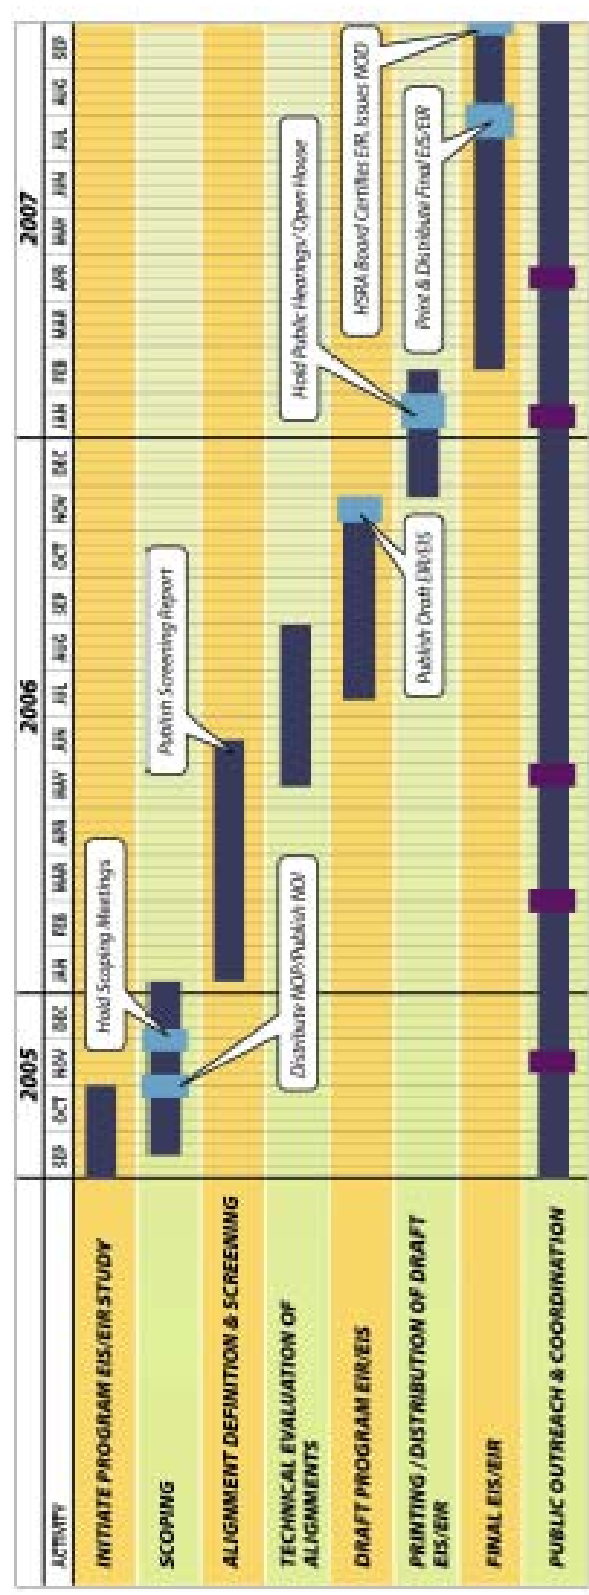 2005 2006 2007
ACTIVITY SEP OCT NOV DEC JAN FEB MAR APR MAY JUN JUL AUG SEP OCT NOV DEC JAN FEB MAR APR MAY JUN JUL AUG SEP
INITIATE PROGRAM EIS/EIR STUDY
Hold Scoping Meetings
SCOPING
Publish Screening Report
ALIGNMENT DEFINITION & SCREENING
TECHNICAL EVALUATION OF
ALIGNMENTS
Distribute NOP/Publish NOI
Hold Public Hearings/ Open House
DRAFT PROGRAM EIR/EIS
HSRA Board Certifies EIR, Issues NOD
PRINTING / DISTRIBUTION OF DRAFT
EIS/EIR
Publish Draft EIR/EIS
Print & Distribute Final EIS/EIR
FINAL EIS/EIR
PUBLIC OUTREACH & COORDINATION